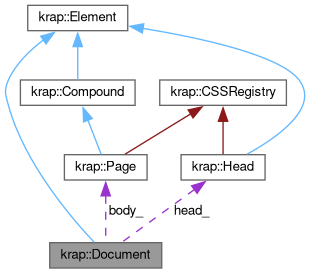 krap::Element
krap::Compound
krap::CSSRegistry
krap::Page
krap::Head
body_
head_
krap::Document